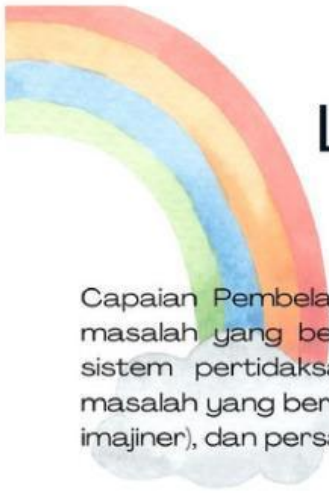 L
Capaian Pembela
masalah yang be
sistem pertidaksa
masalah yang ber
imajiner), dan persa